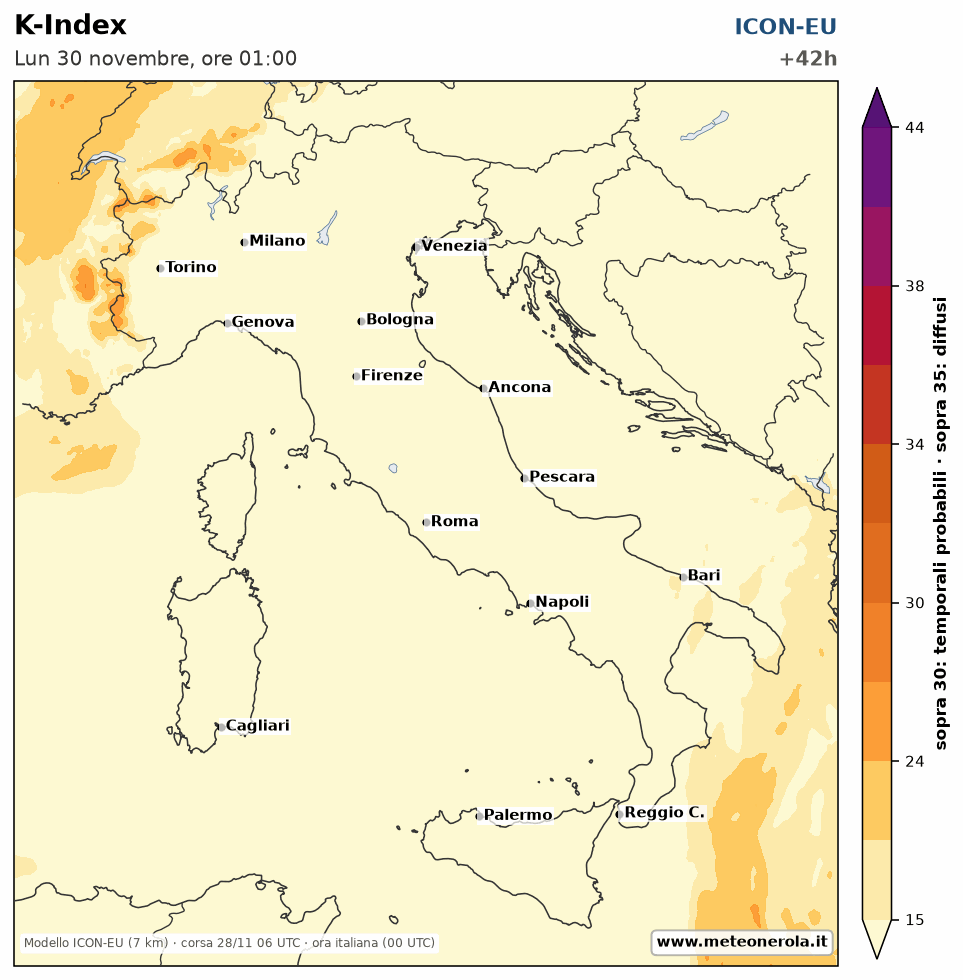 K-Index
ICON-EU
Lun 30 novembre, ore 01:00
+42h
44
38
34
30
24
15
sopra 30: temporali probabili · sopra 35: diffusi
Milano
Venezia
Torino
Genova
Bologna
Firenze
Ancona
Pescara
Roma
Bari
Napoli
Cagliari
Palermo
Reggio C.
Modello ICON-EU (7 km) · corsa 28/11 06 UTC · ora italiana (00 UTC)
www.meteonerola.it